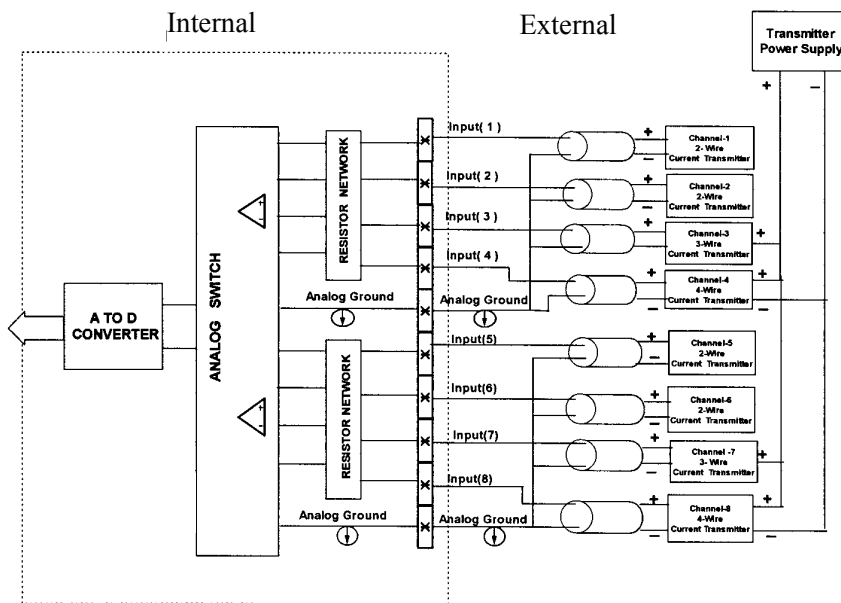 Internal
External
Transmitter
Power Supply
+
−
A TO D
CONVERTER
ANALOG SWITCH
+
−
+
−
RESISTOR NETWORK
RESISTOR NETWORK
Input( 1 )
Input( 2 )
Input( 3 )
Input( 4 )
Analog Ground
Analog Ground
Input(5)
Input(6)
Input(7)
Input(8)
Analog Ground
Analog Ground
+
−
Channel-1
2- Wire
Current Transmitter
+
−
Channel-2
2-Wire
Current Transmitter
+
−
Channel-3
3-Wire
Current Transmitter
+
+
−
Channel-4
4-Wire
Current Transmitter
+
−
+
−
Channel-5
2-Wire
Current Transmitter
+
−
Channel-6
2-Wire
Current Transmitter
+
−
Channel -7
3- Wire
Current Transmitter
+
+
−
Channel-8
4-Wire
Current Transmitter
+
−